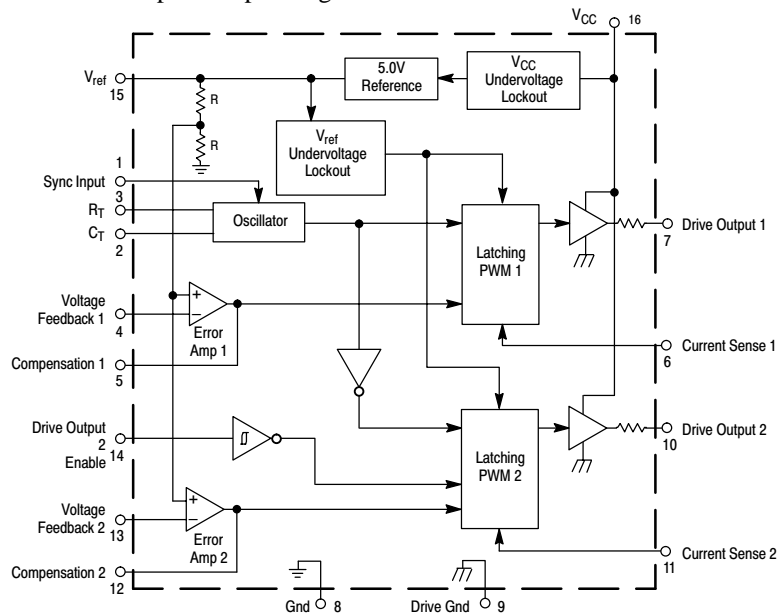 VCC 16
Vref
15
R
R
5.0V
Reference
VCC
Undervoltage
Lockout
Vref
Undervoltage
Lockout
1
Sync Input
3
RT
CT
2
Oscillator
Latching
PWM 1
Drive Output 1
7
Voltage
Feedback 1
4
+
−
Error
Amp 1
Current Sense 1
6
Compensation 1
5
Drive Output
2
14
Enable
Latching
PWM 2
Drive Output 2
10
Voltage
Feedback 2
13
+
−
Error
Amp 2
Current Sense 2
11
Compensation 2
12
Gnd 8
Drive Gnd 9